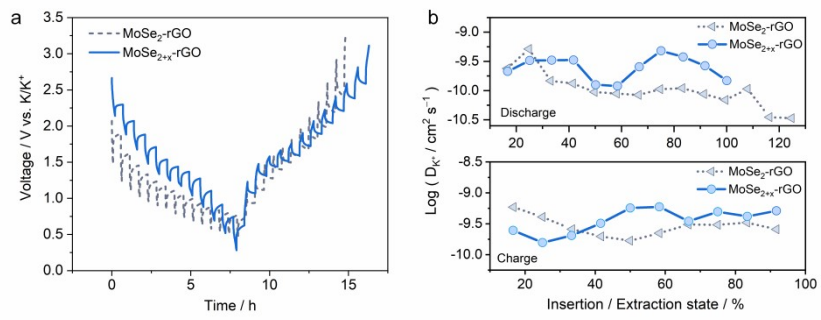 a
MoSe2-rGO
MoSe2+x-rGO
3.5
3.0
2.5
2.0
1.5
1.0
0.5
0.0
Voltage / V vs. K/K+
0 5 10 15
Time / h
b
MoSe2-rGO
MoSe2+x-rGO
-9.0
-9.5
-10.0
-10.5
Discharge
20 40 60 80 100 120
Log ( DK+ / cm2 s−1 )
-8.5
-9.0
-9.5
-10.0
MoSe2-rGO
MoSe2+x-rGO
Charge
20 40 60 80 100
Insertion / Extraction state / %